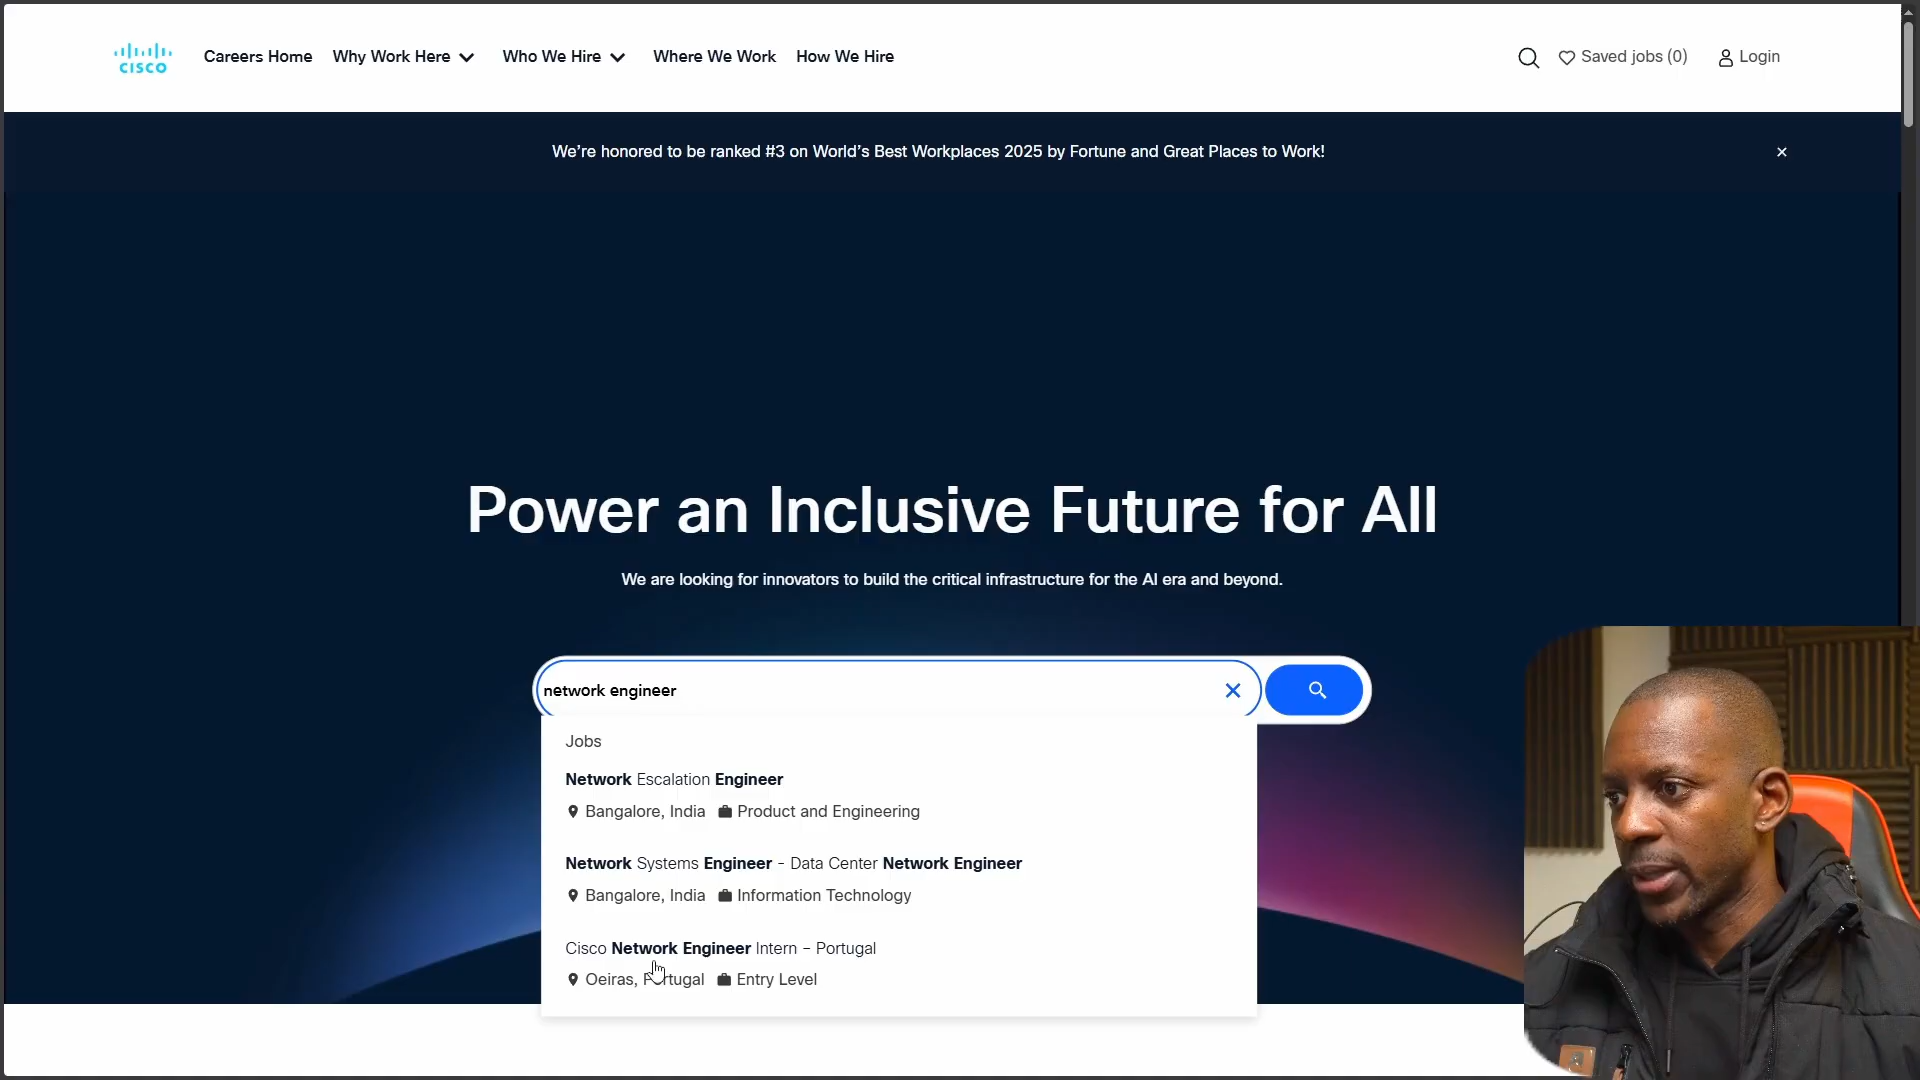 CISCO
Careers Home
Why Work Here
Who We Hire
Where We Work
How We Hire
Saved jobs (0)
Login
We're honored to be ranked #3 on World's Best Workplaces 2025 by Fortune and Great Places to Work!
Power an Inclusive Future for All
We are looking for innovators to build the critical infrastructure for the AI era and beyond.
network engineer
Jobs
Network Escalation Engineer
Bangalore, India Product and Engineering
Network Systems Engineer - Data Center Network Engineer
Bangalore, India Information Technology
Cisco Network Engineer Intern – Portugal
Oeiras, Portugal Entry Level